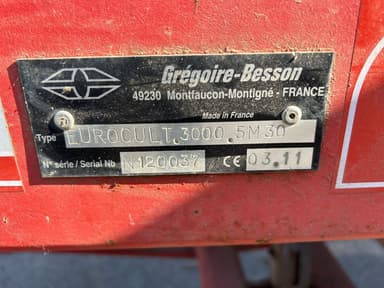 Grégoire-Besson
49230 Montfaucon-Montigné - FRANCE
Made in France
Type EUROCULT.3000.5M30
N° série / Serial Nb N120037 CE 03.11